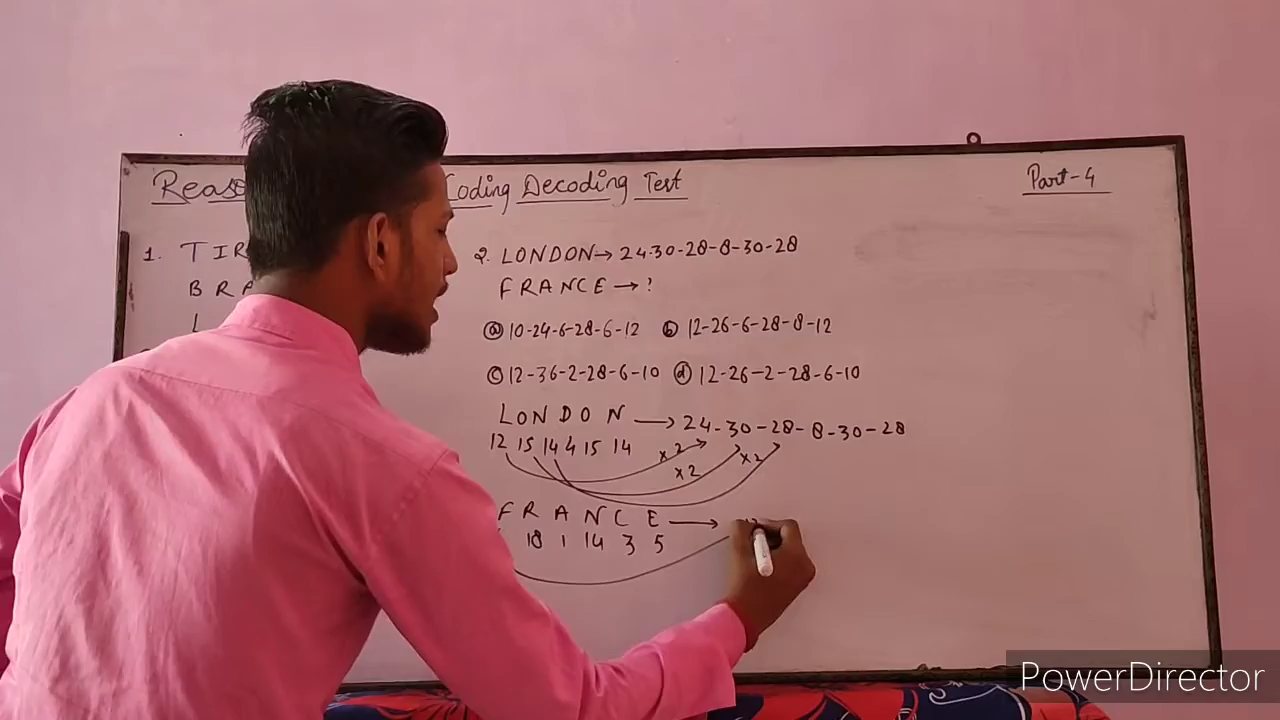 Coding Decoding Test
Part-4
1. TIR
BRA
2. LONDON→ 24-30-28-8-30-28
FRANCE → ?
ⓐ 10-24-6-28-6-12 ⓑ 12-26-6-28-8-12
ⓒ 12-36-2-28-6-10 ⓓ 12-26-2-28-6-10
LONDON → 24-30-28-8-30-28
12 15 14 4 15 14 ×2 ×2 ×2
FRANCE →
18 1 14 3 5
PowerDirector